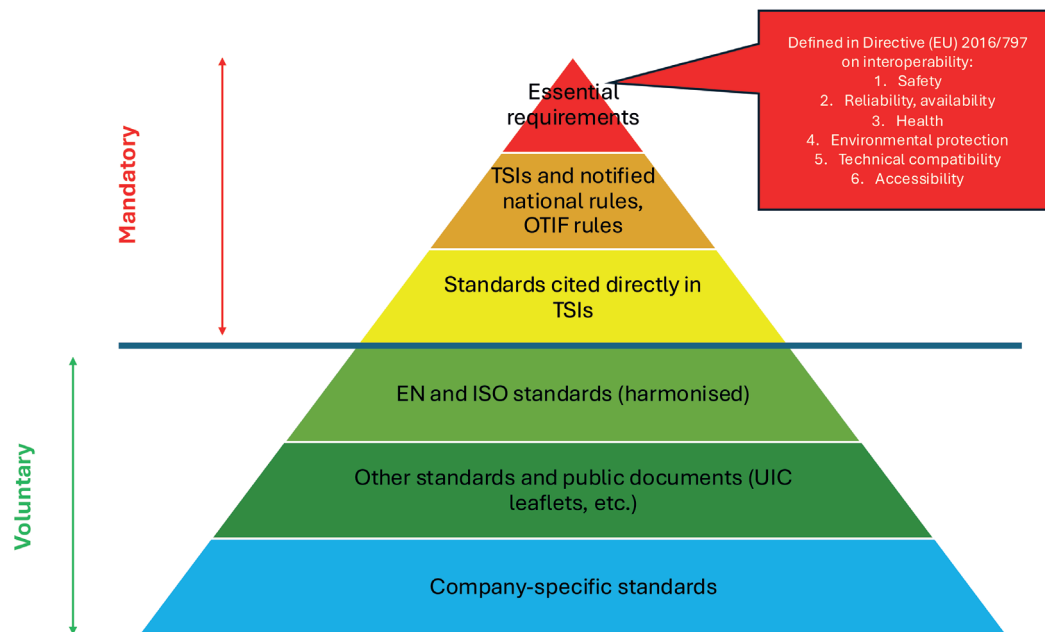 Defined in Directive (EU) 2016/797
on interoperability:
1. Safety
2. Reliability, availability
3. Health
4. Environmental protection
5. Technical compatibility
6. Accessibility
Mandatory
Essential
requirements
TSIs and notified
national rules,
OTIF rules
Standards cited directly in
TSIs
Voluntary
EN and ISO standards (harmonised)
Other standards and public documents (UIC
leaflets, etc.)
Company-specific standards